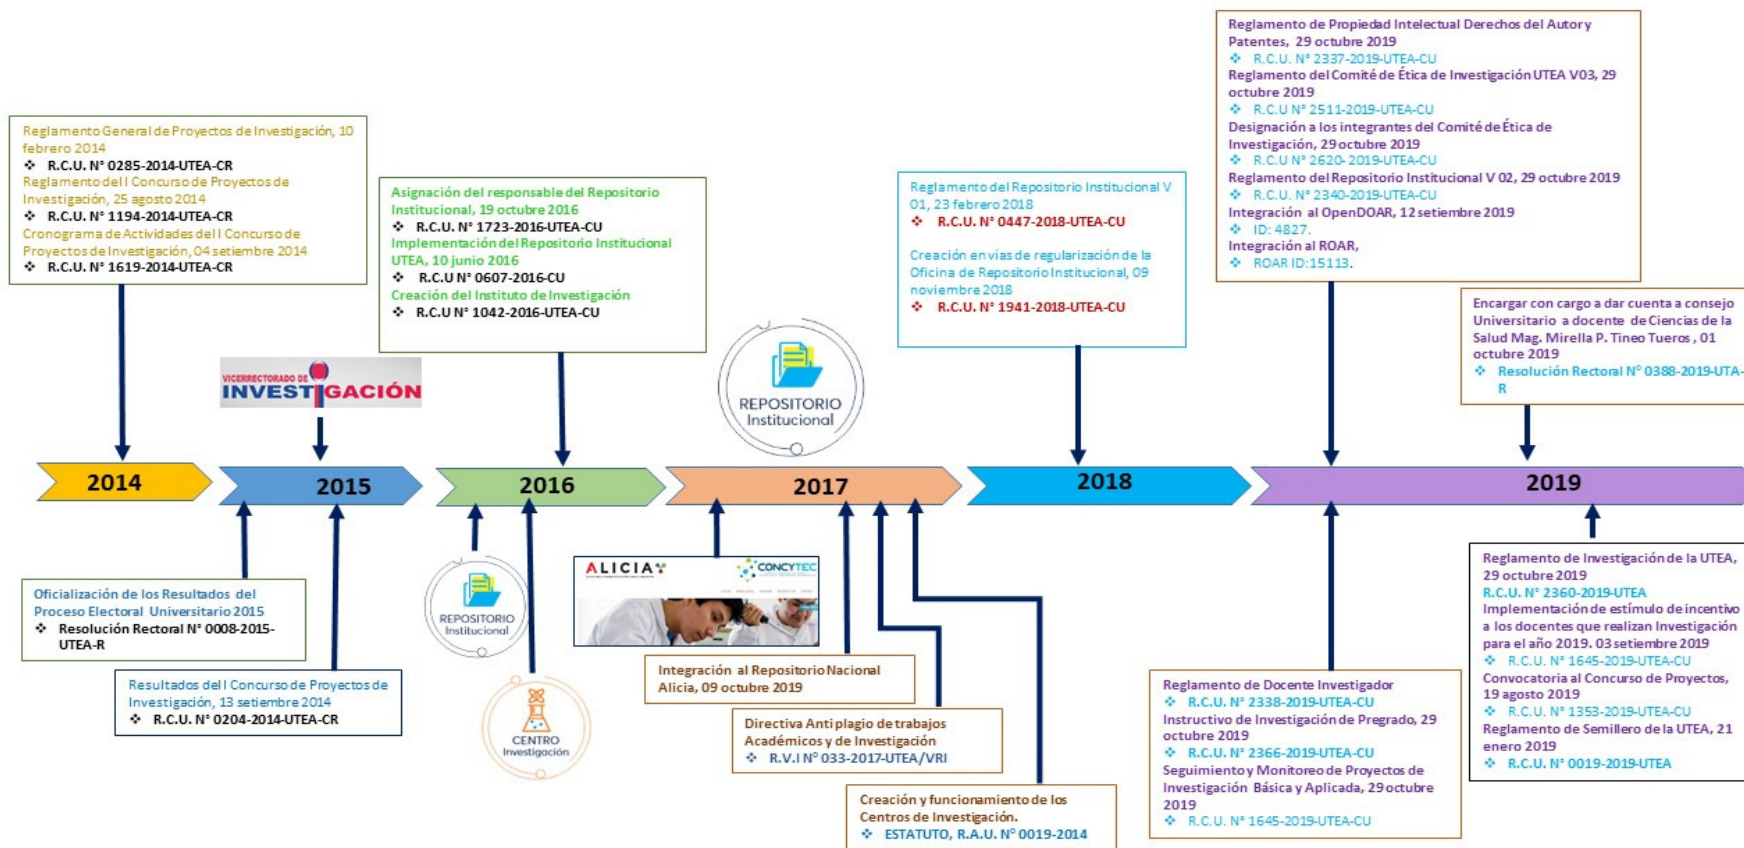 Reglamento General de Proyectos de Investigación, 10
febrero 2014
❖ R.C.U. N° 0285-2014-UTEA-CR
Reglamento del I Concurso de Proyectos de
Investigación, 25 agosto 2014
❖ R.C.U. N° 1194-2014-UTEA-CR
Cronograma de Actividades del I Concurso de
Proyectos de Investigación, 04 setiembre 2014
❖ R.C.U. N° 1619-2014-UTEA-CR
VICERRECTORADO DE
INVESTIGACIÓN
Asignación del responsable del Repositorio
Institucional, 19 octubre 2016
❖ R.C.U. N° 1723-2016-UTEA-CU
Implementación del Repositorio Institucional
UTEA, 10 junio 2016
❖ R.C.U N° 0607-2016-CU
Creación del Instituto de Investigación
❖ R.C.U N° 1042-2016-UTEA-CU
REPOSITORIO
Institucional
Reglamento del Repositorio Institucional V
01, 23 febrero 2018
❖ R.C.U. N° 0447-2018-UTEA-CU
Creación en vías de regularización de la
Oficina de Repositorio Institucional, 09
noviembre 2018
❖ R.C.U. N° 1941-2018-UTEA-CU
Reglamento de Propiedad Intelectual Derechos del Autor y
Patentes, 29 octubre 2019
❖ R.C.U. N° 2337-2019-UTEA-CU
Reglamento del Comité de Ética de Investigación UTEA V03, 29
octubre 2019
❖ R.C.U N° 2511-2019-UTEA-CU
Designación a los integrantes del Comité de Ética de
Investigación, 29 octubre 2019
❖ R.C.U N° 2620- 2019-UTEA-CU
Reglamento del Repositorio Institucional V 02, 29 octubre 2019
❖ R.C.U. N° 2340-2019-UTEA-CU
Integración al OpenDOAR, 12 setiembre 2019
❖ ID: 4827.
Integración al ROAR,
❖ ROAR ID:15113.
Encargar con cargo a dar cuenta a consejo
Universitario a docente de Ciencias de la
Salud Mag. Mirella P. Tineo Tueros , 01
octubre 2019
❖ Resolución Rectoral N° 0388-2019-UTA-
R
2014
2015
2016
2017
2018
2019
Oficialización de los Resultados del
Proceso Electoral Universitario 2015
❖ Resolución Rectoral N° 0008-2015-
UTEA-R
Resultados del I Concurso de Proyectos de
Investigación, 13 setiembre 2014
❖ R.C.U. N° 0204-2014-UTEA-CR
REPOSITORIO
Institucional
CENTRO
Investigación
ALICIA
CONCYTEC
Integración al Repositorio Nacional
Alicia, 09 octubre 2019
Directiva Anti plagio de trabajos
Académicos y de Investigación
❖ R.V.I N° 033-2017-UTEA/VRI
Creación y funcionamiento de los
Centros de Investigación.
❖ ESTATUTO, R.A.U. N° 0019-2014
Reglamento de Docente Investigador
❖ R.C.U. N° 2338-2019-UTEA-CU
Instructivo de Investigación de Pregrado, 29
octubre 2019
❖ R.C.U. N° 2366-2019-UTEA-CU
Seguimiento y Monitoreo de Proyectos de
Investigación Básica y Aplicada, 29 octubre
2019
❖ R.C.U. N° 1645-2019-UTEA-CU
Reglamento de Investigación de la UTEA,
29 octubre 2019
R.C.U. N° 2360-2019-UTEA
Implementación de estímulo de incentivo
a los docentes que realizan Investigación
para el año 2019. 03 setiembre 2019
❖ R.C.U. N° 1645-2019-UTEA-CU
Convocatoria al Concurso de Proyectos,
19 agosto 2019
❖ R.C.U. N° 1353-2019-UTEA-CU
Reglamento de Semillero de la UTEA, 21
enero 2019
❖ R.C.U. N° 0019-2019-UTEA